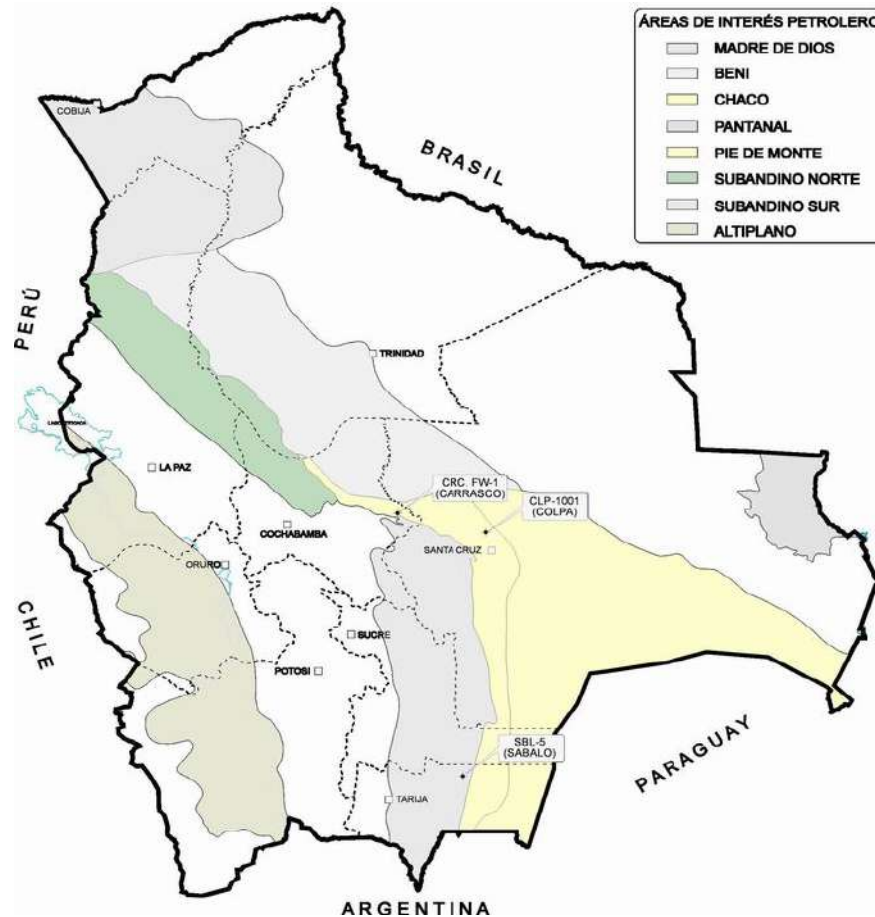 ÁREAS DE INTERÉS PETROLERO
MADRE DE DIOS
BENI
CHACO
PANTANAL
PIE DE MONTE
SUBANDINO NORTE
SUBANDINO SUR
ALTIPLANO
COBIJA
BRASIL
PERÚ
TRINIDAD
LA PAZ
CRC. FW-1
(CARRASCO)
CLP-1001
(COLPA)
COCHABAMBA
SANTA CRUZ
ORURO
CHILE
SUCRE
POTOSI
SBL-5
(SABALO)
PARAGUAY
TARIJA
ARGENTINA